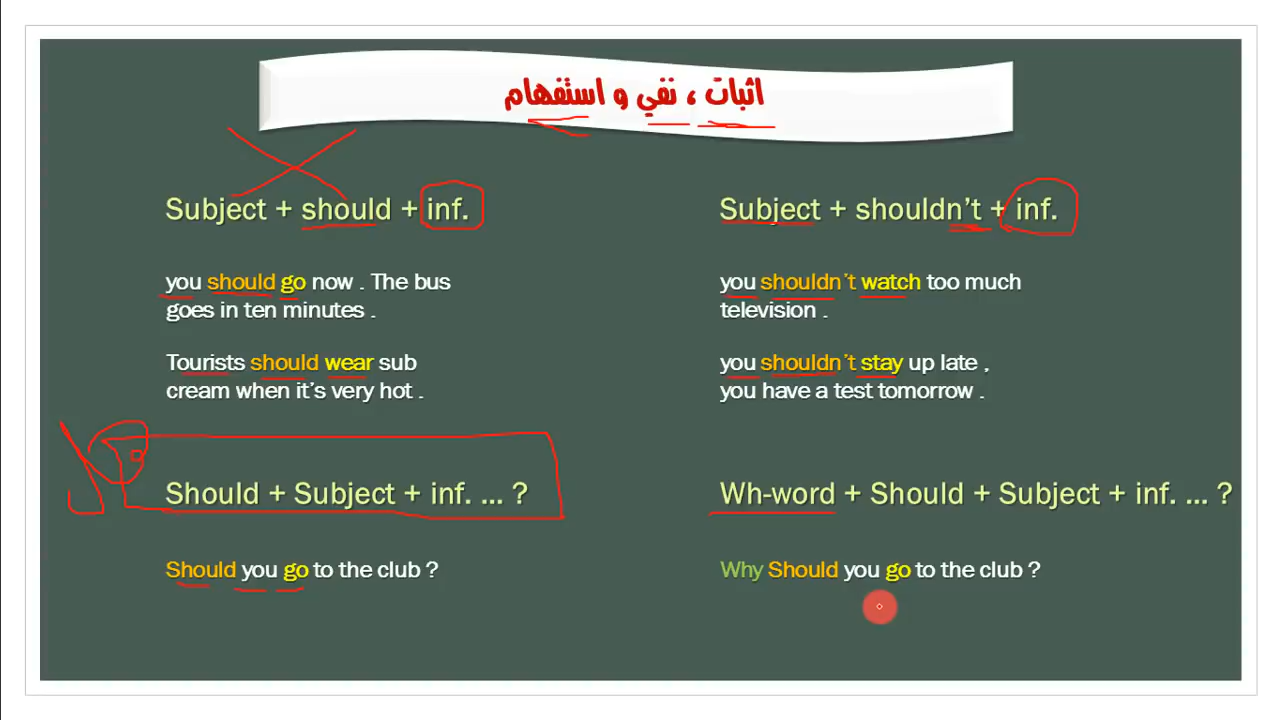 اثبات ، نفي و استفهام
Subject + should + inf.
you should go now . The bus
goes in ten minutes .
Tourists should wear sub
cream when it's very hot .
Subject + shouldn't + inf.
you shouldn't watch too much
television .
you shouldn't stay up late ,
you have a test tomorrow .
Should + Subject + inf. ... ?
Should you go to the club ?
Wh-word + Should + Subject + inf. ... ?
Why Should you go to the club ?